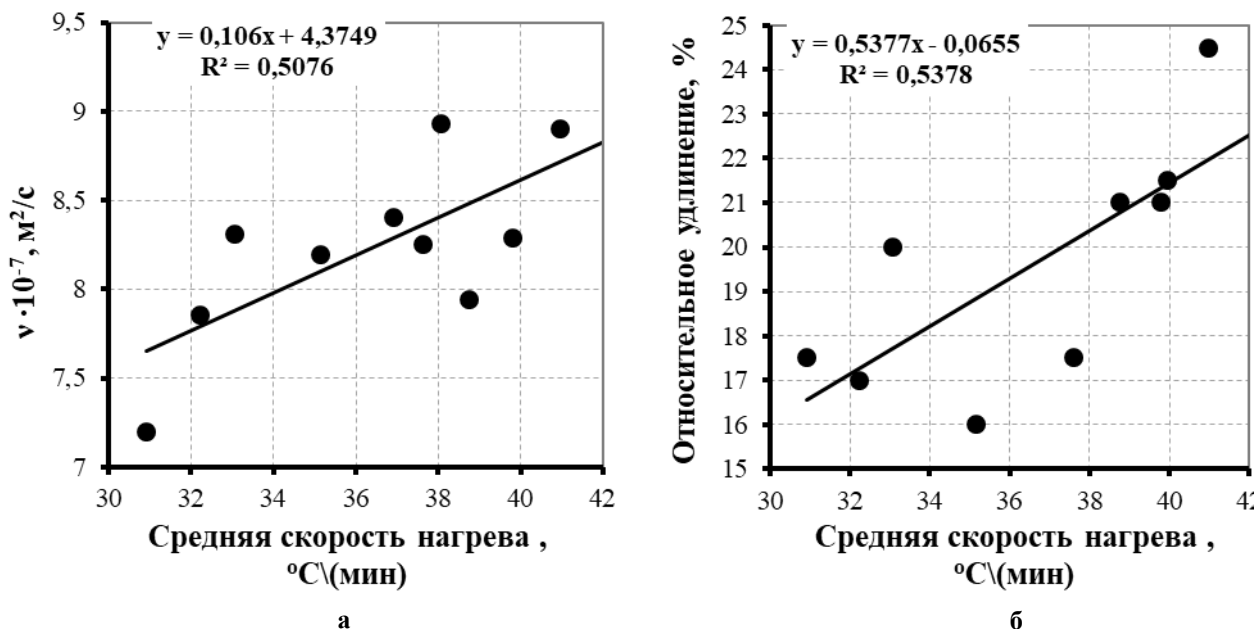 y = 0,106x + 4,3749
R² = 0,5076
9,5
9
8,5
8
7,5
7
ν·10⁻⁷, м²/с
30 32 34 36 38 40 42
Средняя скорость нагрева ,
ºС\(мин)
а
y = 0,5377x - 0,0655
R² = 0,5378
25
24
23
22
21
20
19
18
17
16
15
Относительное удлинение, %
30 32 34 36 38 40 42
Средняя скорость нагрева ,
ºС\(мин)
б